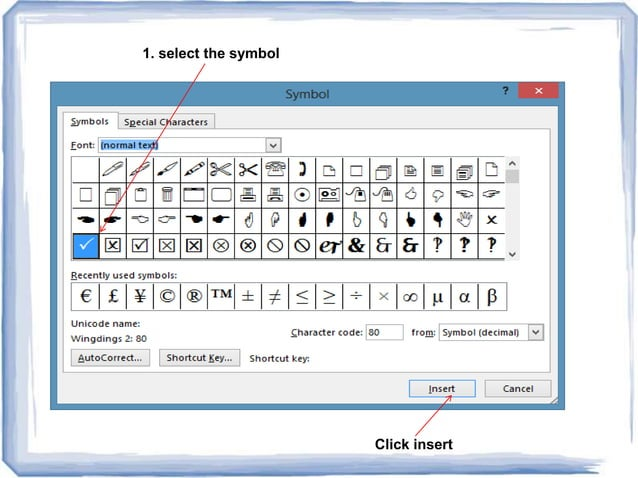 1. select the symbol
Symbol
?
x
Symbols
Special Characters
Font: (normal text)
Recently used symbols:
€ £ ¥ © ® ™ ± ≠ ≤ ≥ ÷ × ∞ µ α β
Unicode name:
Wingdings 2: 80
Character code: 80 from: Symbol (decimal)
AutoCorrect... Shortcut Key... Shortcut key:
Insert Cancel
Click insert